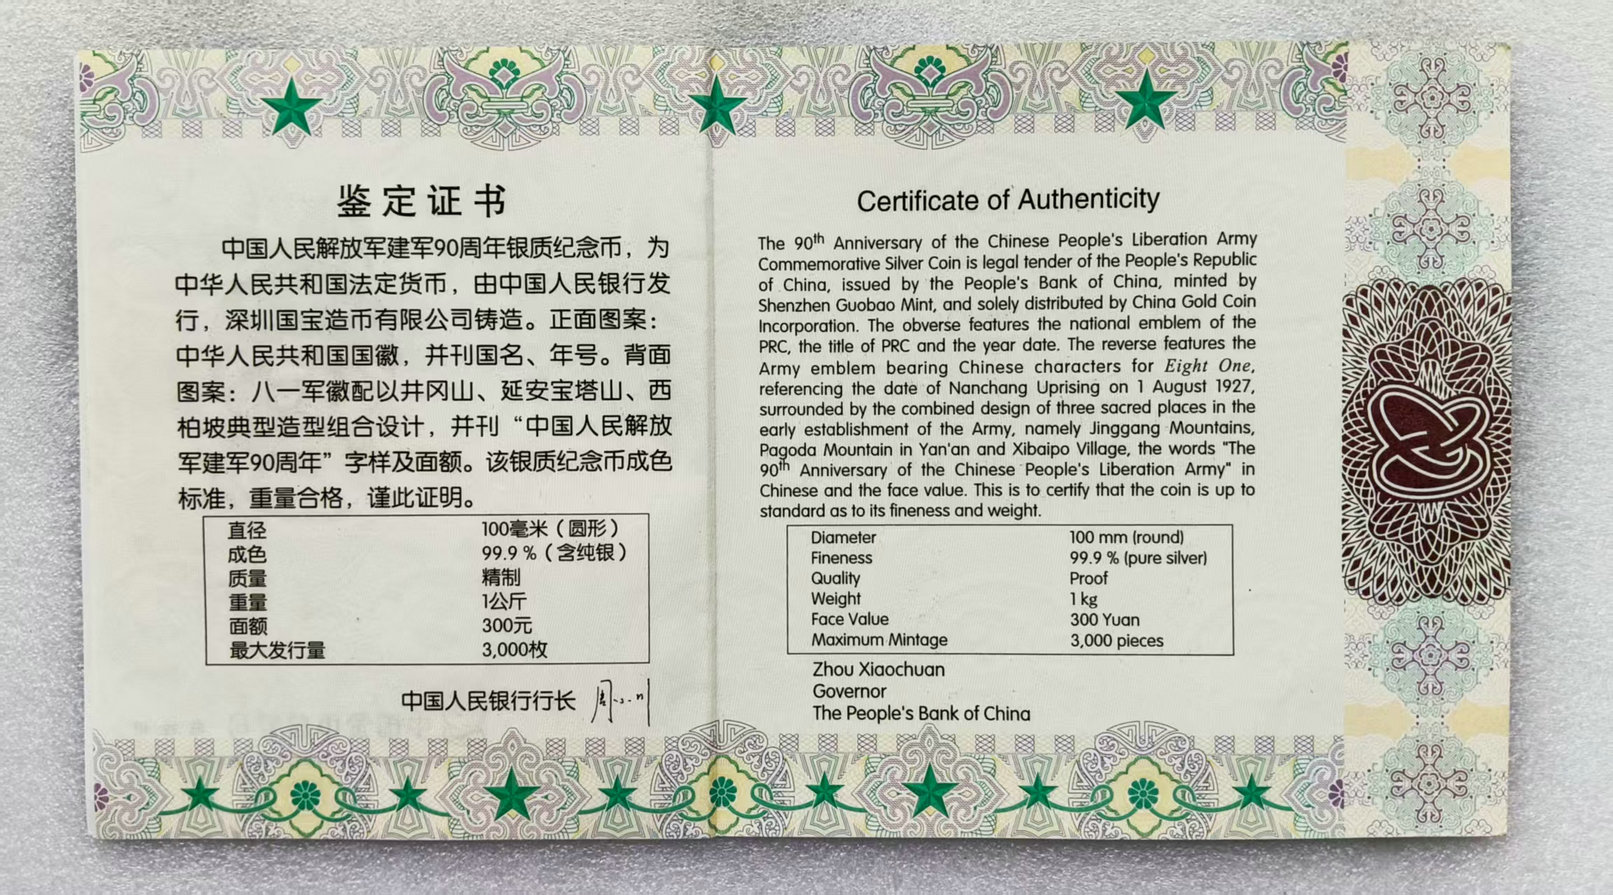 鉴定证书
中国人民解放军建军90周年银质纪念币，为
中华人民共和国法定货币，由中国人民银行发
行，深圳国宝造币有限公司铸造。正面图案：
中华人民共和国国徽，并刊国名、年号。背面
图案：八一军徽配以井冈山、延安宝塔山、西
柏坡典型造型组合设计，并刊“中国人民解放
军建军90周年”字样及面额。该银质纪念币成色
标准，重量合格，谨此证明。
直径 100毫米（圆形）
成色 99.9 %（含纯银）
质量 精制
重量 1公斤
面额 300元
最大发行量 3,000枚
中国人民银行行长
Certificate of Authenticity
The 90th Anniversary of the Chinese People's Liberation Army
Commemorative Silver Coin is legal tender of the People's Republic
of China, issued by the People's Bank of China, minted by
Shenzhen Guobao Mint, and solely distributed by China Gold Coin
Incorporation. The obverse features the national emblem of the
PRC, the title of PRC and the year date. The reverse features the
Army emblem bearing Chinese characters for Eight One,
referencing the date of Nanchang Uprising on 1 August 1927,
surrounded by the combined design of three sacred places in the
early establishment of the Army, namely Jinggang Mountains,
Pagoda Mountain in Yan'an and Xibaipo Village, the words "The
90th Anniversary of the Chinese People's Liberation Army" in
Chinese and the face value. This is to certify that the coin is up to
standard as to its fineness and weight.
Diameter 100 mm (round)
Fineness 99.9 % (pure silver)
Quality Proof
Weight 1 kg
Face Value 300 Yuan
Maximum Mintage 3,000 pieces
Zhou Xiaochuan
Governor
The People's Bank of China